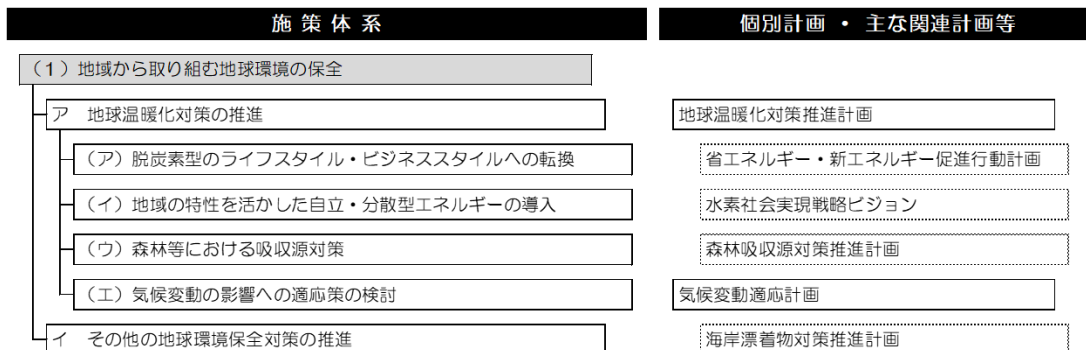 施策体系
個別計画 ・ 主な関連計画等
（1）地域から取り組む地球環境の保全
ア 地球温暖化対策の推進
地球温暖化対策推進計画
（ア）脱炭素型のライフスタイル・ビジネススタイルへの転換
省エネルギー・新エネルギー促進行動計画
（イ）地域の特性を活かした自立・分散型エネルギーの導入
水素社会実現戦略ビジョン
（ウ）森林等における吸収源対策
森林吸収源対策推進計画
（エ）気候変動の影響への適応策の検討
気候変動適応計画
イ その他の地球環境保全対策の推進
海岸漂着物対策推進計画